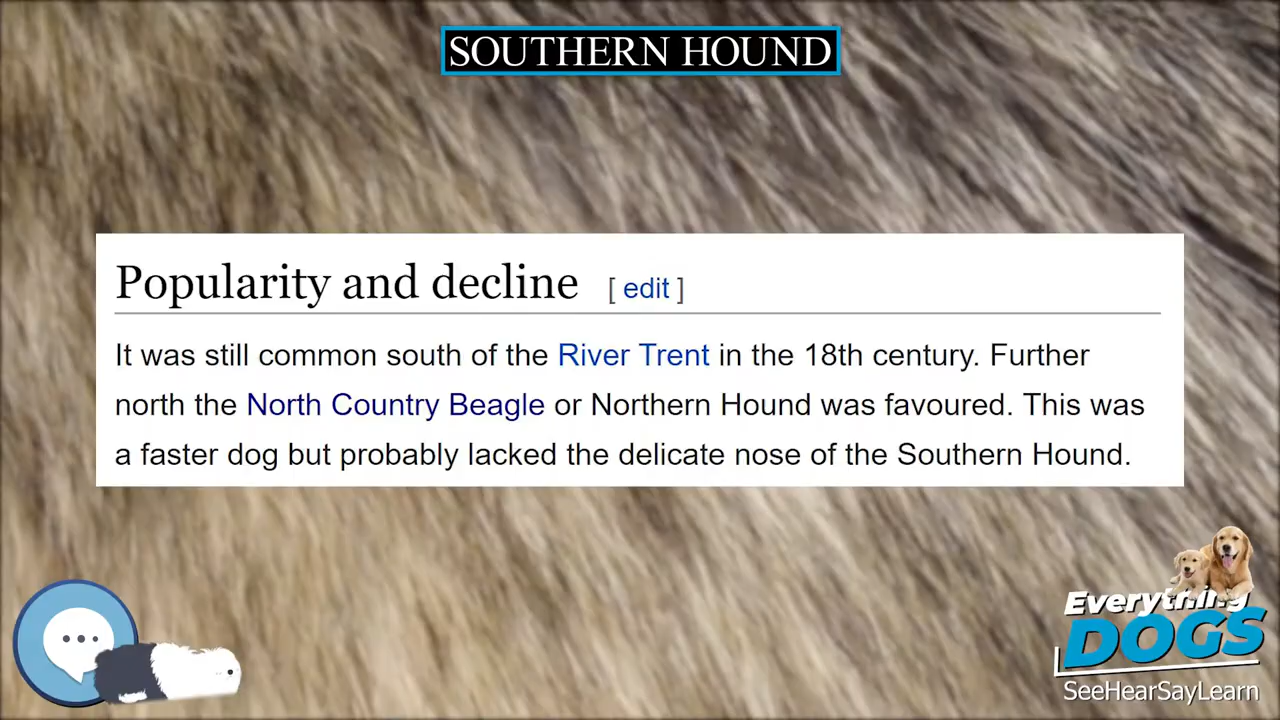 SOUTHERN HOUND
Popularity and decline [ edit ]
It was still common south of the River Trent in the 18th century. Further
north the North Country Beagle or Northern Hound was favoured. This was
a faster dog but probably lacked the delicate nose of the Southern Hound.
Everything
DOGS
SeeHearSayLearn